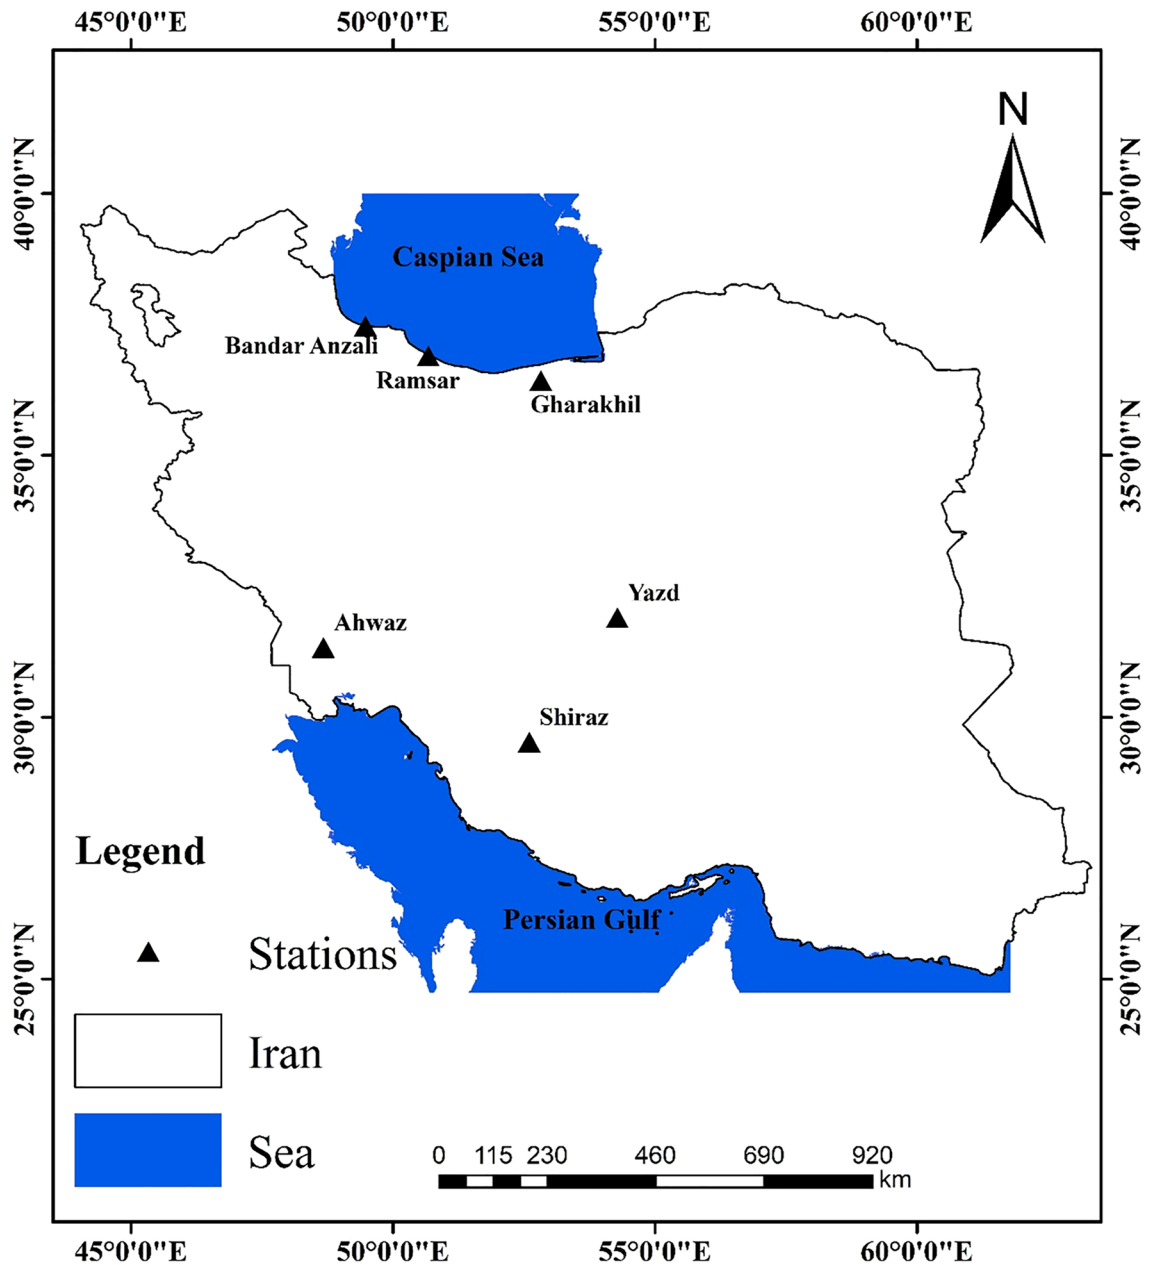 45°0'0"E 50°0'0"E 55°0'0"E 60°0'0"E
N
40°0'0"N
40°0'0"N
Caspian Sea
Bandar Anzali
Ramsar
Gharakhil
35°0'0"N
35°0'0"N
Yazd
Ahwaz
30°0'0"N
30°0'0"N
Shiraz
Legend
Persian Gulf
Stations
25°0'0"N
25°0'0"N
Iran
Sea
0 115 230 460 690 920
km
45°0'0"E 50°0'0"E 55°0'0"E 60°0'0"E